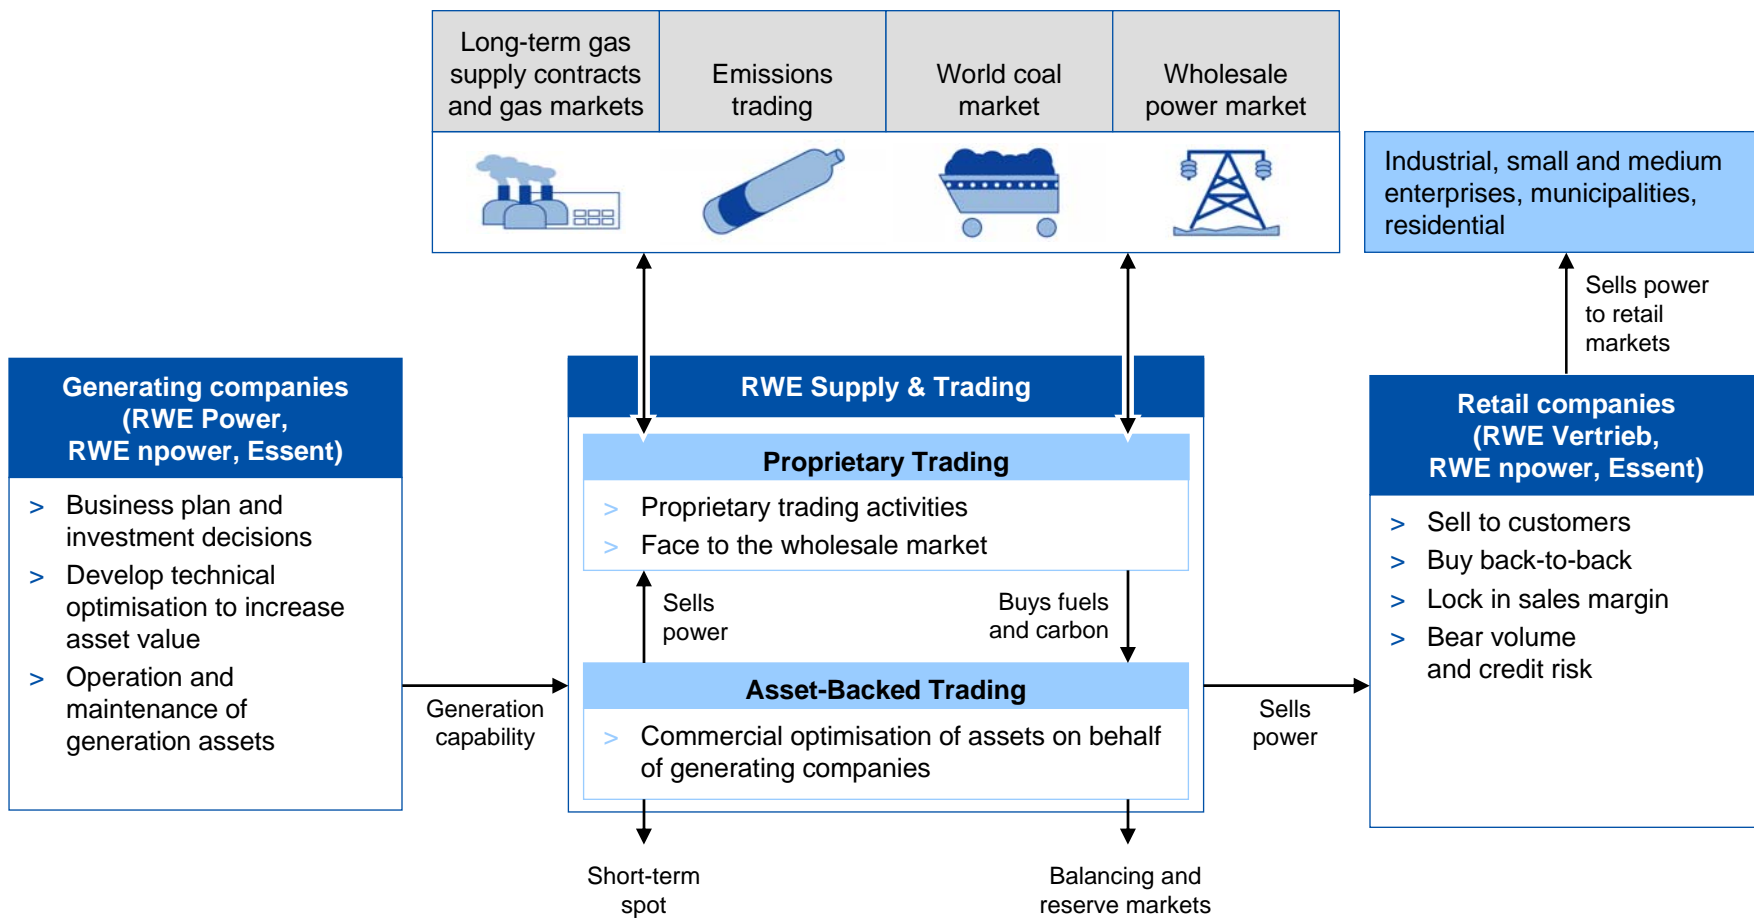 Long-term gas
supply contracts
and gas markets
Emissions
trading
World coal
market
Wholesale
power market
Industrial, small and medium
enterprises, municipalities,
residential
Sells power
to retail
markets
Generating companies
(RWE Power,
RWE npower, Essent)
> Business plan and
investment decisions
> Develop technical
optimisation to increase
asset value
> Operation and
maintenance of
generation assets
Generation
capability
RWE Supply & Trading
Proprietary Trading
> Proprietary trading activities
> Face to the wholesale market
Sells
power
Buys fuels
and carbon
Asset-Backed Trading
> Commercial optimisation of assets on behalf
of generating companies
Short-term
spot
Balancing and
reserve markets
Sells
power
Retail companies
(RWE Vertrieb,
RWE npower, Essent)
> Sell to customers
> Buy back-to-back
> Lock in sales margin
> Bear volume
and credit risk